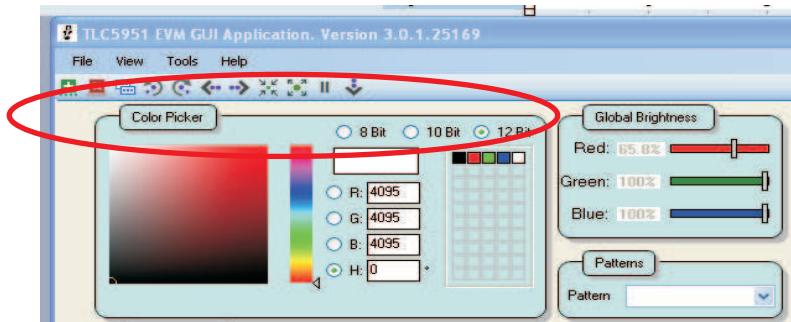 TLC5951 EVM GUI Application. Version 3.0.1.25169
File View Tools Help
Color Picker
8 Bit 10 Bit 12 Bit
R: 4095
G: 4095
B: 4095
H: 0 °
Global Brightness
Red: 65.8%
Green: 100%
Blue: 100%
Patterns
Pattern